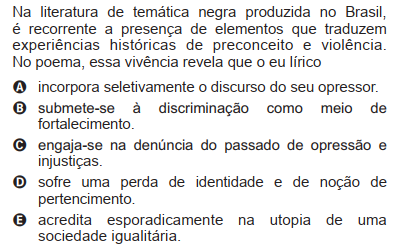 Na literatura de temática negra produzida no Brasil,
é recorrente a presença de elementos que traduzem
experiências históricas de preconceito e violência.
No poema, essa vivência revela que o eu lírico
A incorpora seletivamente o discurso do seu opressor.
B submete-se à discriminação como meio de
fortalecimento.
C engaja-se na denúncia do passado de opressão e
injustiças.
D sofre uma perda de identidade e de noção de
pertencimento.
E acredita esporadicamente na utopia de uma
sociedade igualitária.